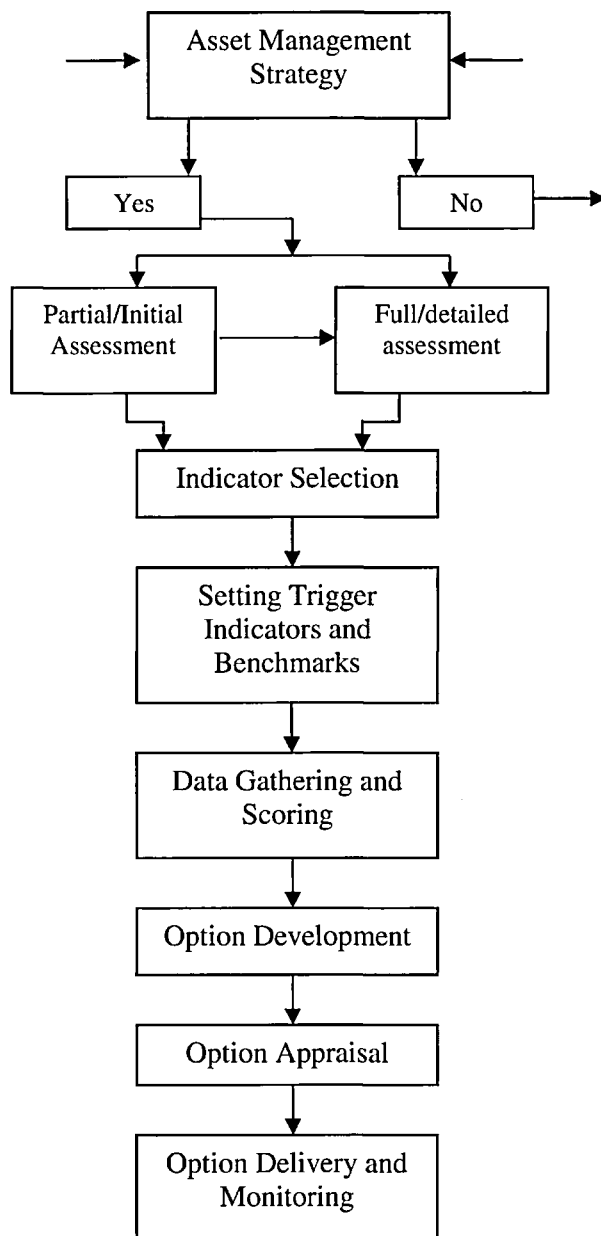 Asset Management
Strategy
Yes
No
Partial/Initial
Assessment
Full/detailed
assessment
Indicator Selection
Setting Trigger
Indicators and
Benchmarks
Data Gathering and
Scoring
Option Development
Option Appraisal
Option Delivery and
Monitoring